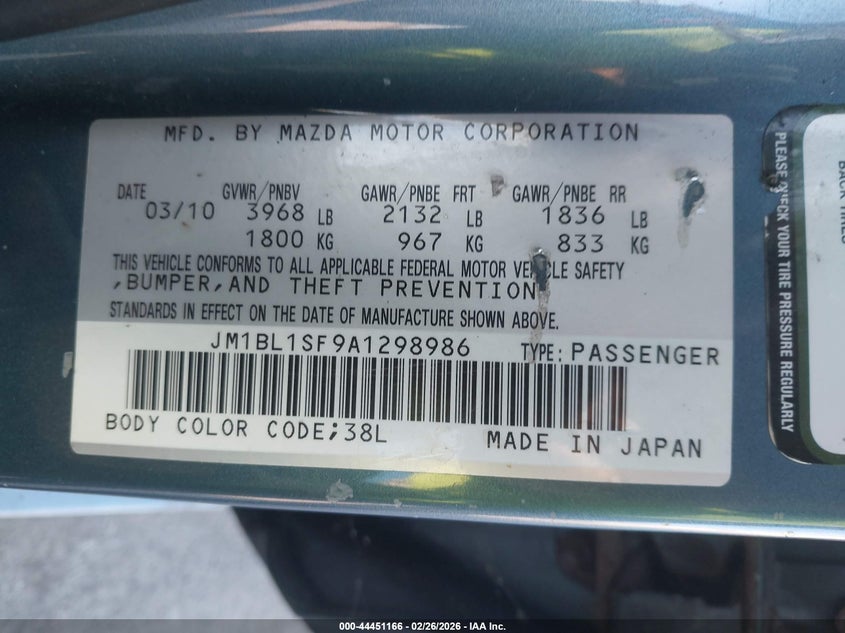 MFD. BY MAZDA MOTOR CORPORATION
DATE GVWR/PNBV GAWR/PNBE FRT GAWR/PNBE RR
03/10 3968 LB 2132 LB 1836 LB
1800 KG 967 KG 833 KG
THIS VEHICLE CONFORMS TO ALL APPLICABLE FEDERAL MOTOR VEHICLE SAFETY
,BUMPER,AND THEFT PREVENTION
STANDARDS IN EFFECT ON THE DATE OF MANUFACTURE SHOWN ABOVE.
JM1BL1SF9A1298986 TYPE: PASSENGER
BODY COLOR CODE;38L MADE IN JAPAN
PLEASE CHECK YOUR TIRE PRESSURE REGULARLY
BACK TIRES
000-44451166 - 02/26/2026 - IAA Inc.